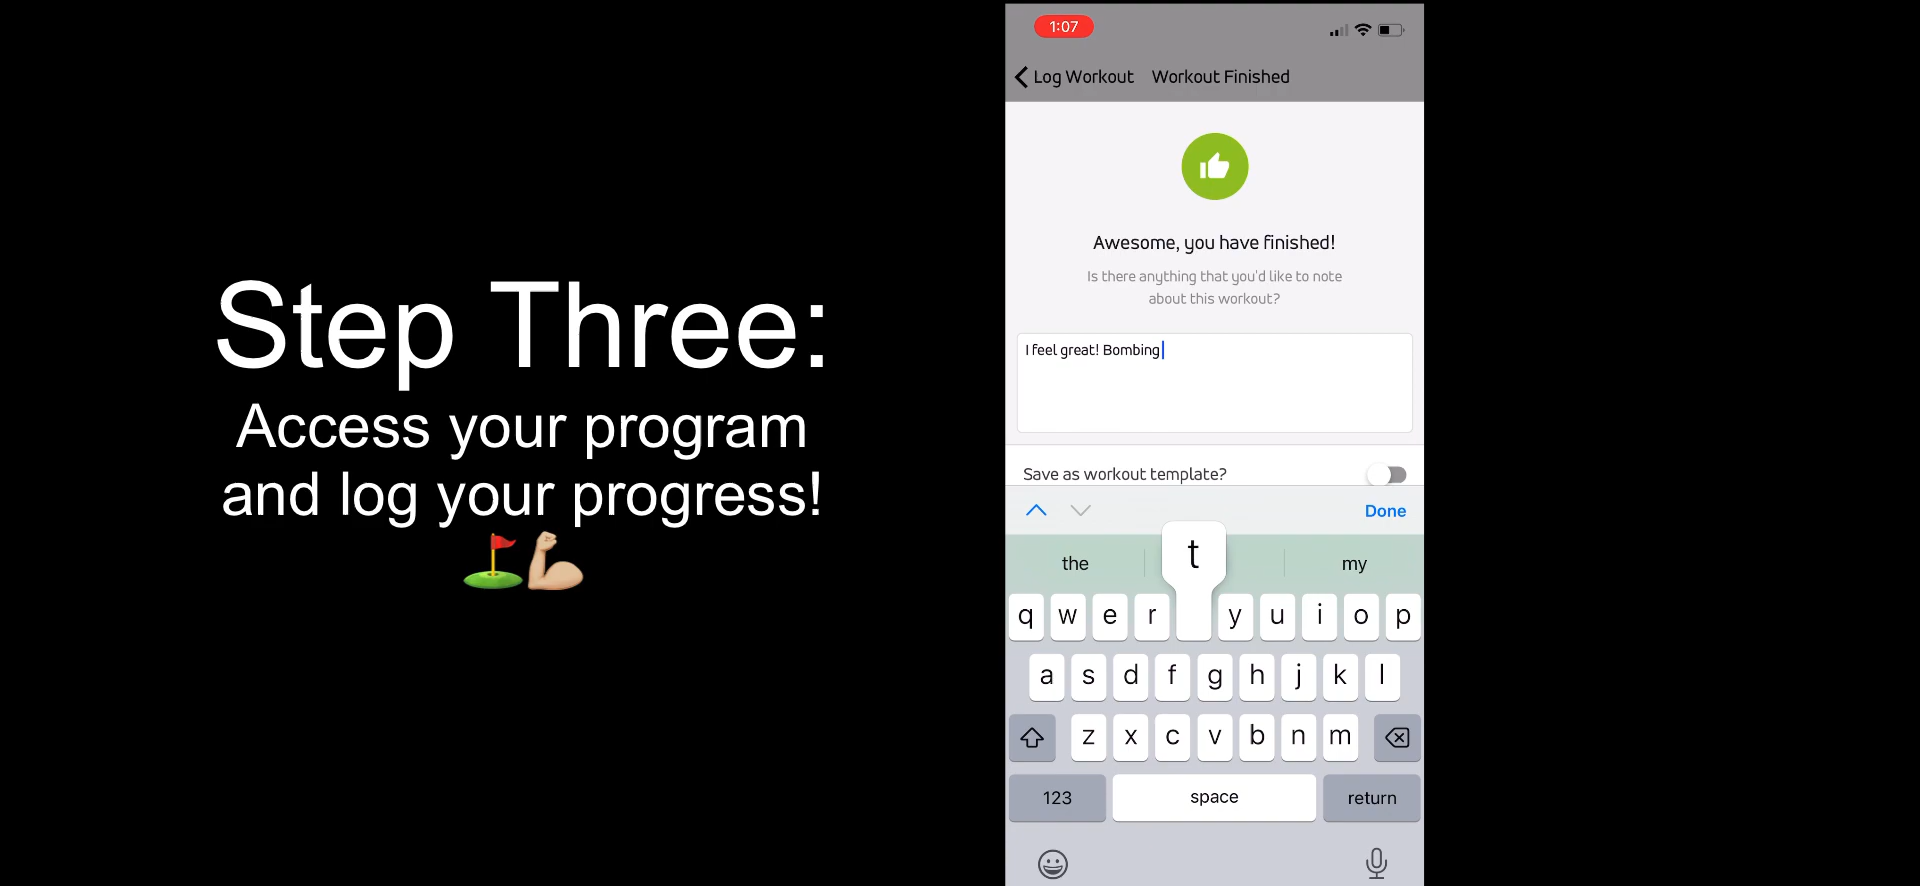 Step Three:
Access your program
and log your progress!
1:07
Log Workout Workout Finished
Awesome, you have finished!
Is there anything that you'd like to note
about this workout?
I feel great! Bombing
Save as workout template?
Done
the t my
q w e r y u i o p
a s d f g h j k l
z x c v b n m
123 space return